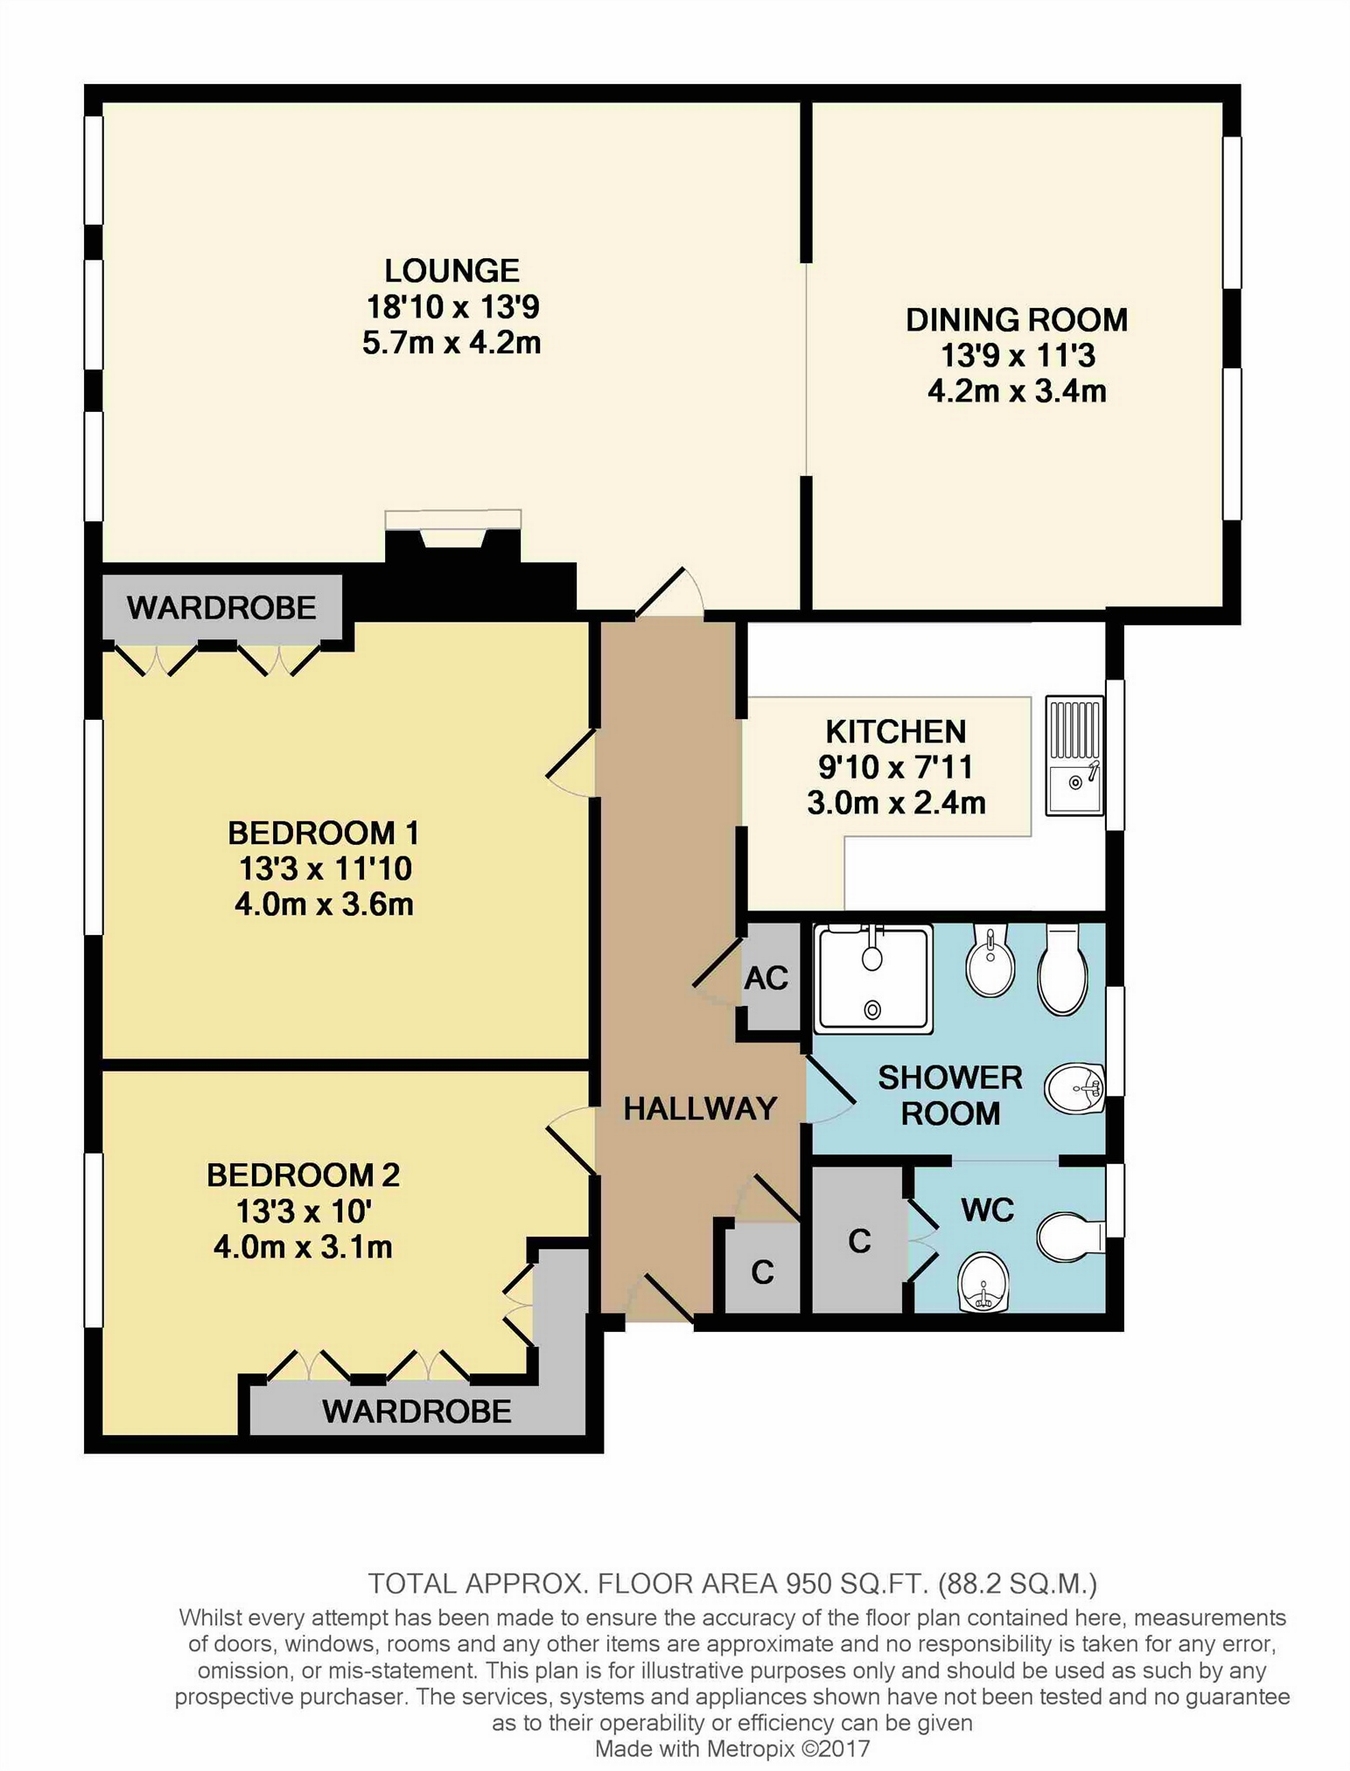 LOUNGE
18'10 x 13'9
5.7m x 4.2m
DINING ROOM
13'9 x 11'3
4.2m x 3.4m
WARDROBE
KITCHEN
9'10 x 7'11
3.0m x 2.4m
BEDROOM 1
13'3 x 11'10
4.0m x 3.6m
AC
SHOWER
ROOM
HALLWAY
BEDROOM 2
13'3 x 10'
4.0m x 3.1m
WC
C
C
WARDROBE
TOTAL APPROX. FLOOR AREA 950 SQ.FT. (88.2 SQ.M.)
Whilst every attempt has been made to ensure the accuracy of the floor plan contained here, measurements
of doors, windows, rooms and any other items are approximate and no responsibility is taken for any error,
omission, or mis-statement. This plan is for illustrative purposes only and should be used as such by any
prospective purchaser. The services, systems and appliances shown have not been tested and no guarantee
as to their operability or efficiency can be given
Made with Metropix ©2017